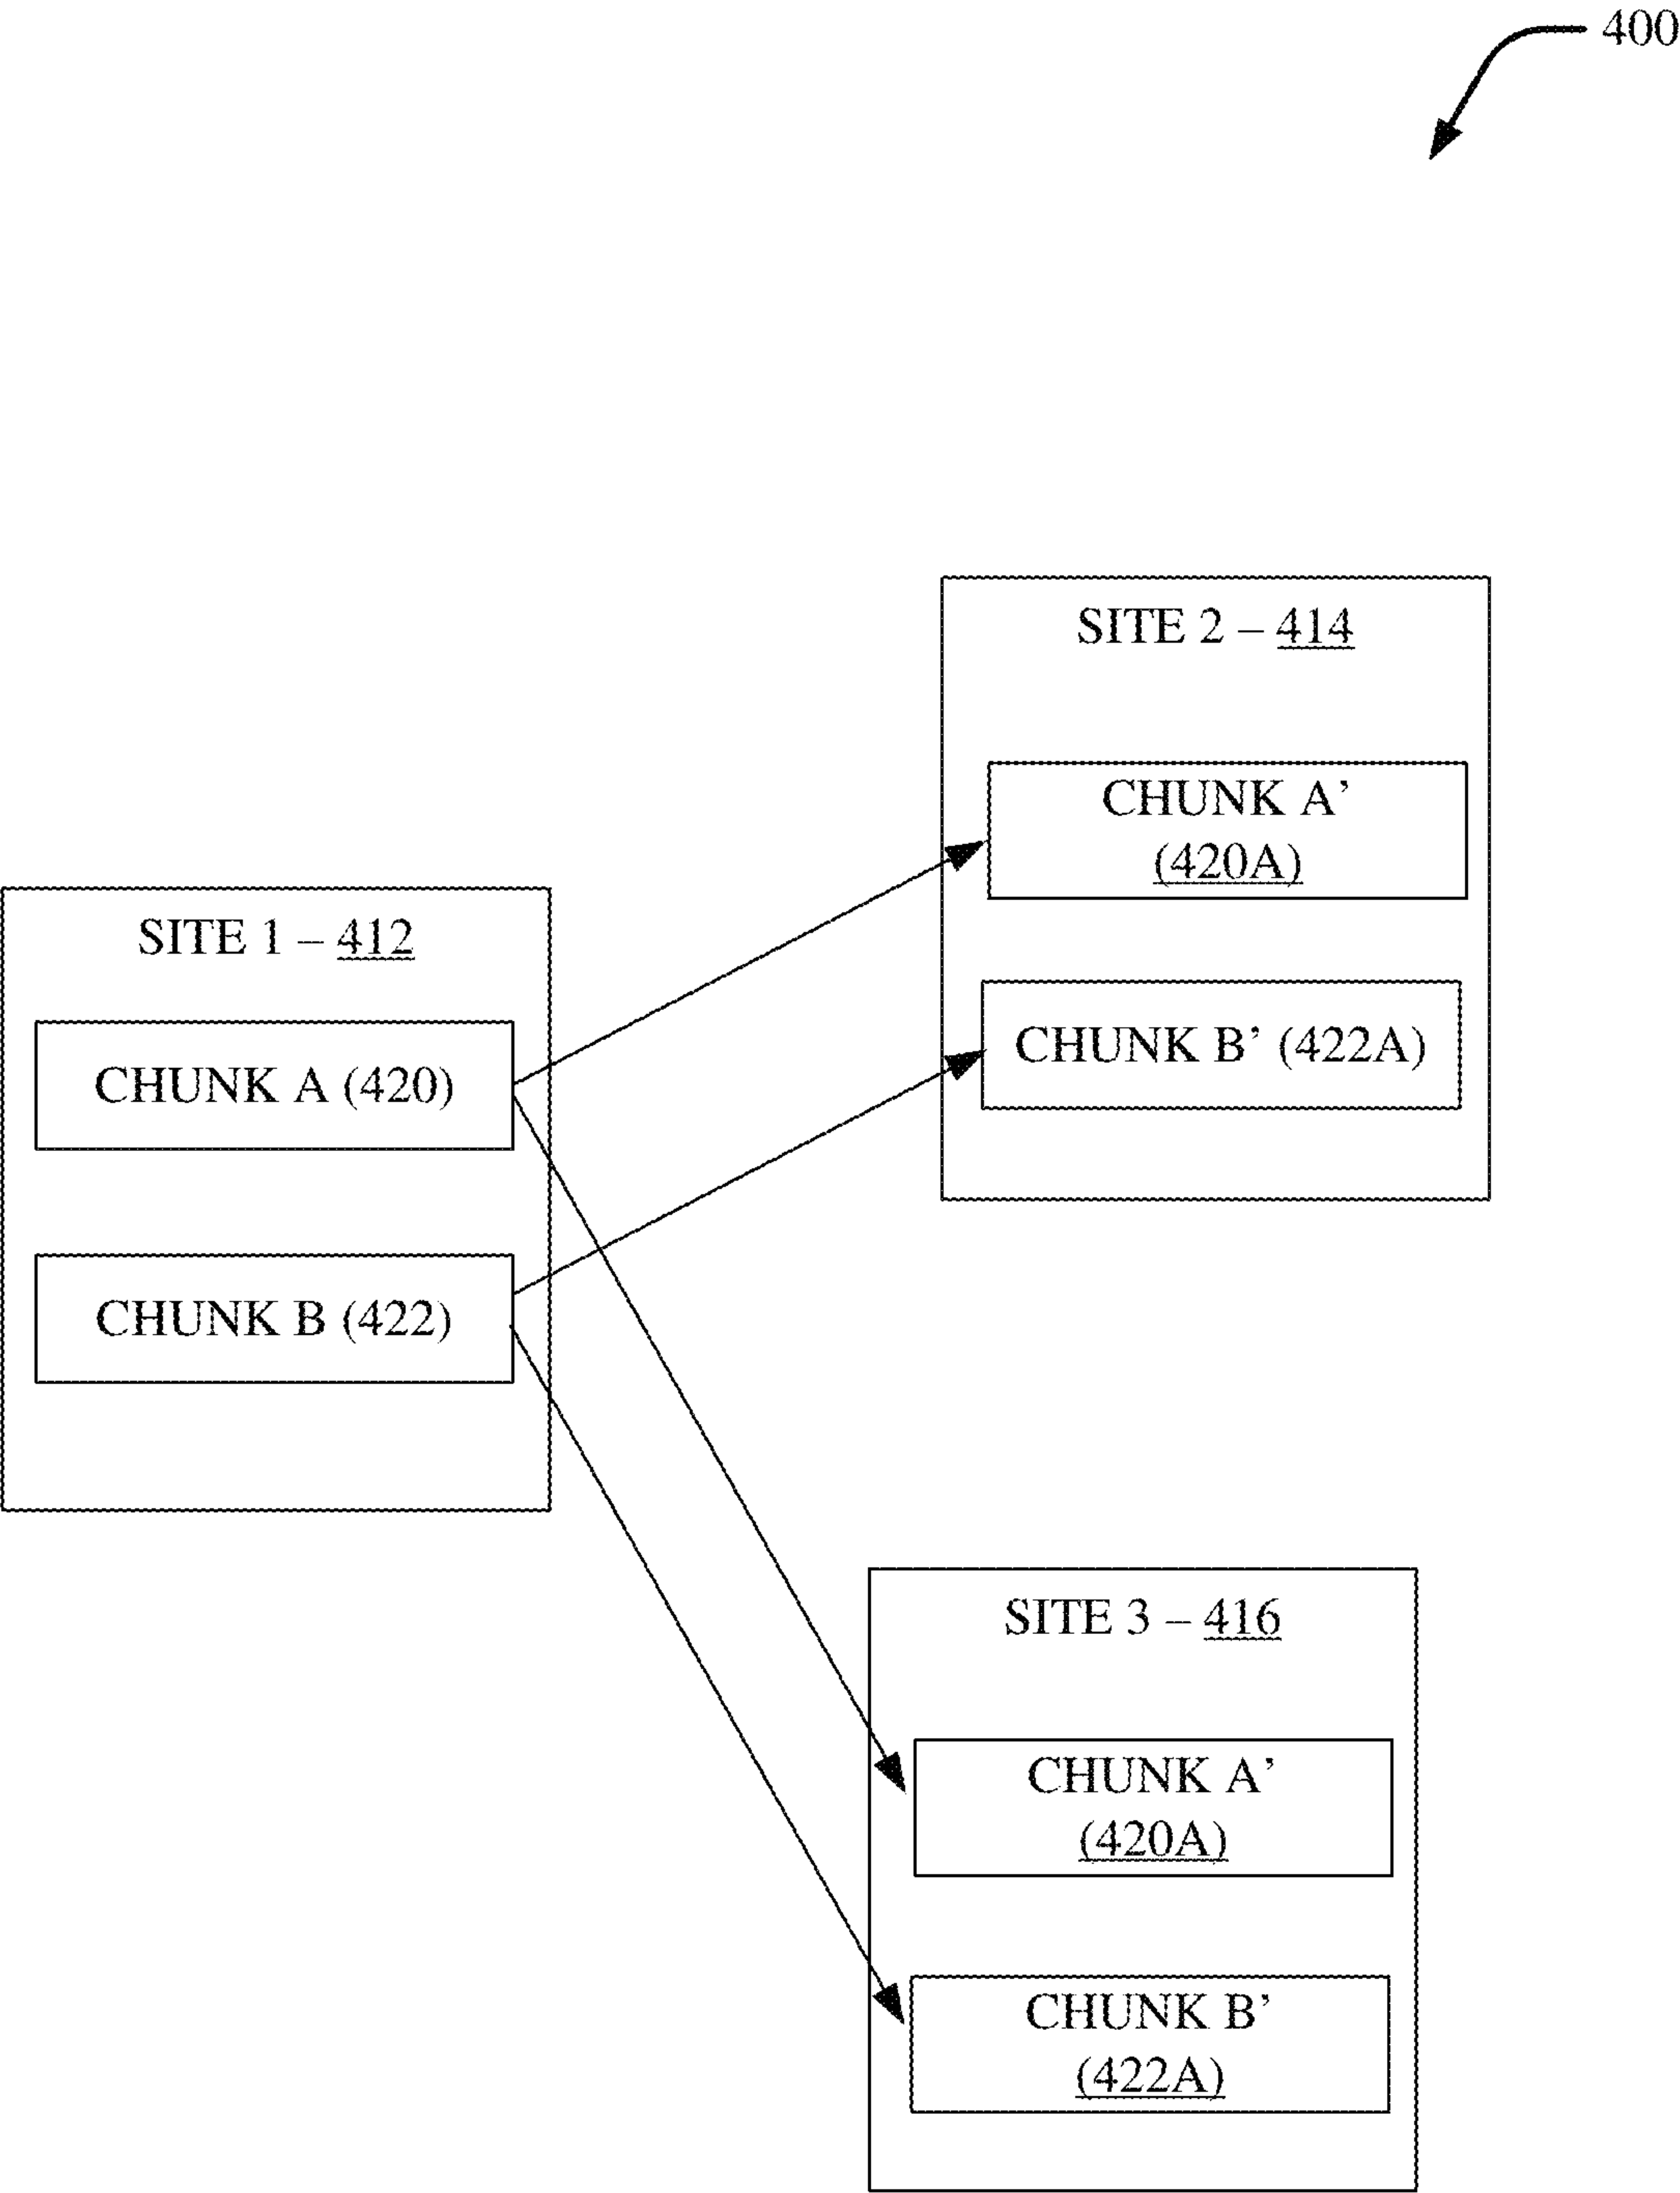 400
SITE 2 – 414
CHUNK A’
(420A)
CHUNK B’ (422A)
SITE 1 – 412
CHUNK A (420)
CHUNK B (422)
SITE 3 – 416
CHUNK A’
(420A)
CHUNK B’
(422A)